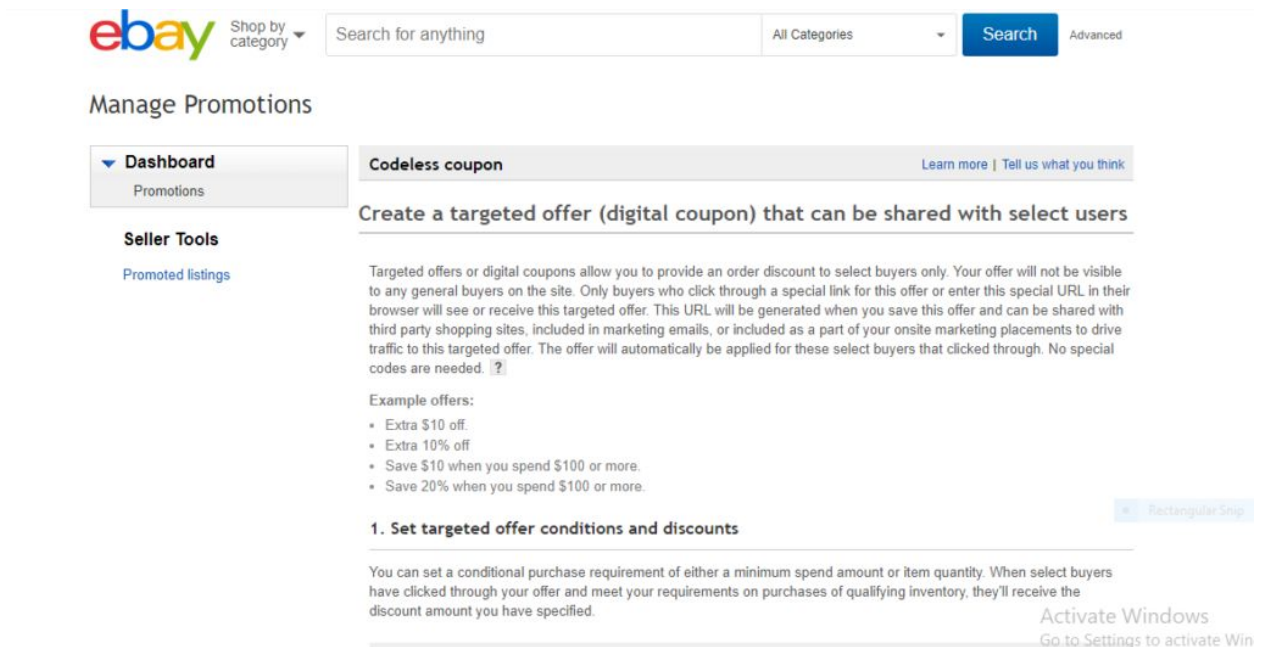 ebay
Shop by
category
Search for anything
All Categories
Search
Advanced
Manage Promotions
Dashboard
Promotions
Seller Tools
Promoted listings
Codeless coupon
Learn more | Tell us what you think
Create a targeted offer (digital coupon) that can be shared with select users
Targeted offers or digital coupons allow you to provide an order discount to select buyers only. Your offer will not be visible
to any general buyers on the site. Only buyers who click through a special link for this offer or enter this special URL in their
browser will see or receive this targeted offer. This URL will be generated when you save this offer and can be shared with
third party shopping sites, included in marketing emails, or included as a part of your onsite marketing placements to drive
traffic to this targeted offer. The offer will automatically be applied for these select buyers that clicked through. No special
codes are needed. ?
Example offers:
• Extra $10 off.
• Extra 10% off
• Save $10 when you spend $100 or more.
• Save 20% when you spend $100 or more.
Rectangular Snip
1. Set targeted offer conditions and discounts
You can set a conditional purchase requirement of either a minimum spend amount or item quantity. When select buyers
have clicked through your offer and meet your requirements on purchases of qualifying inventory, they'll receive the
discount amount you have specified.
Activate Windows
Go to Settings to activate Win